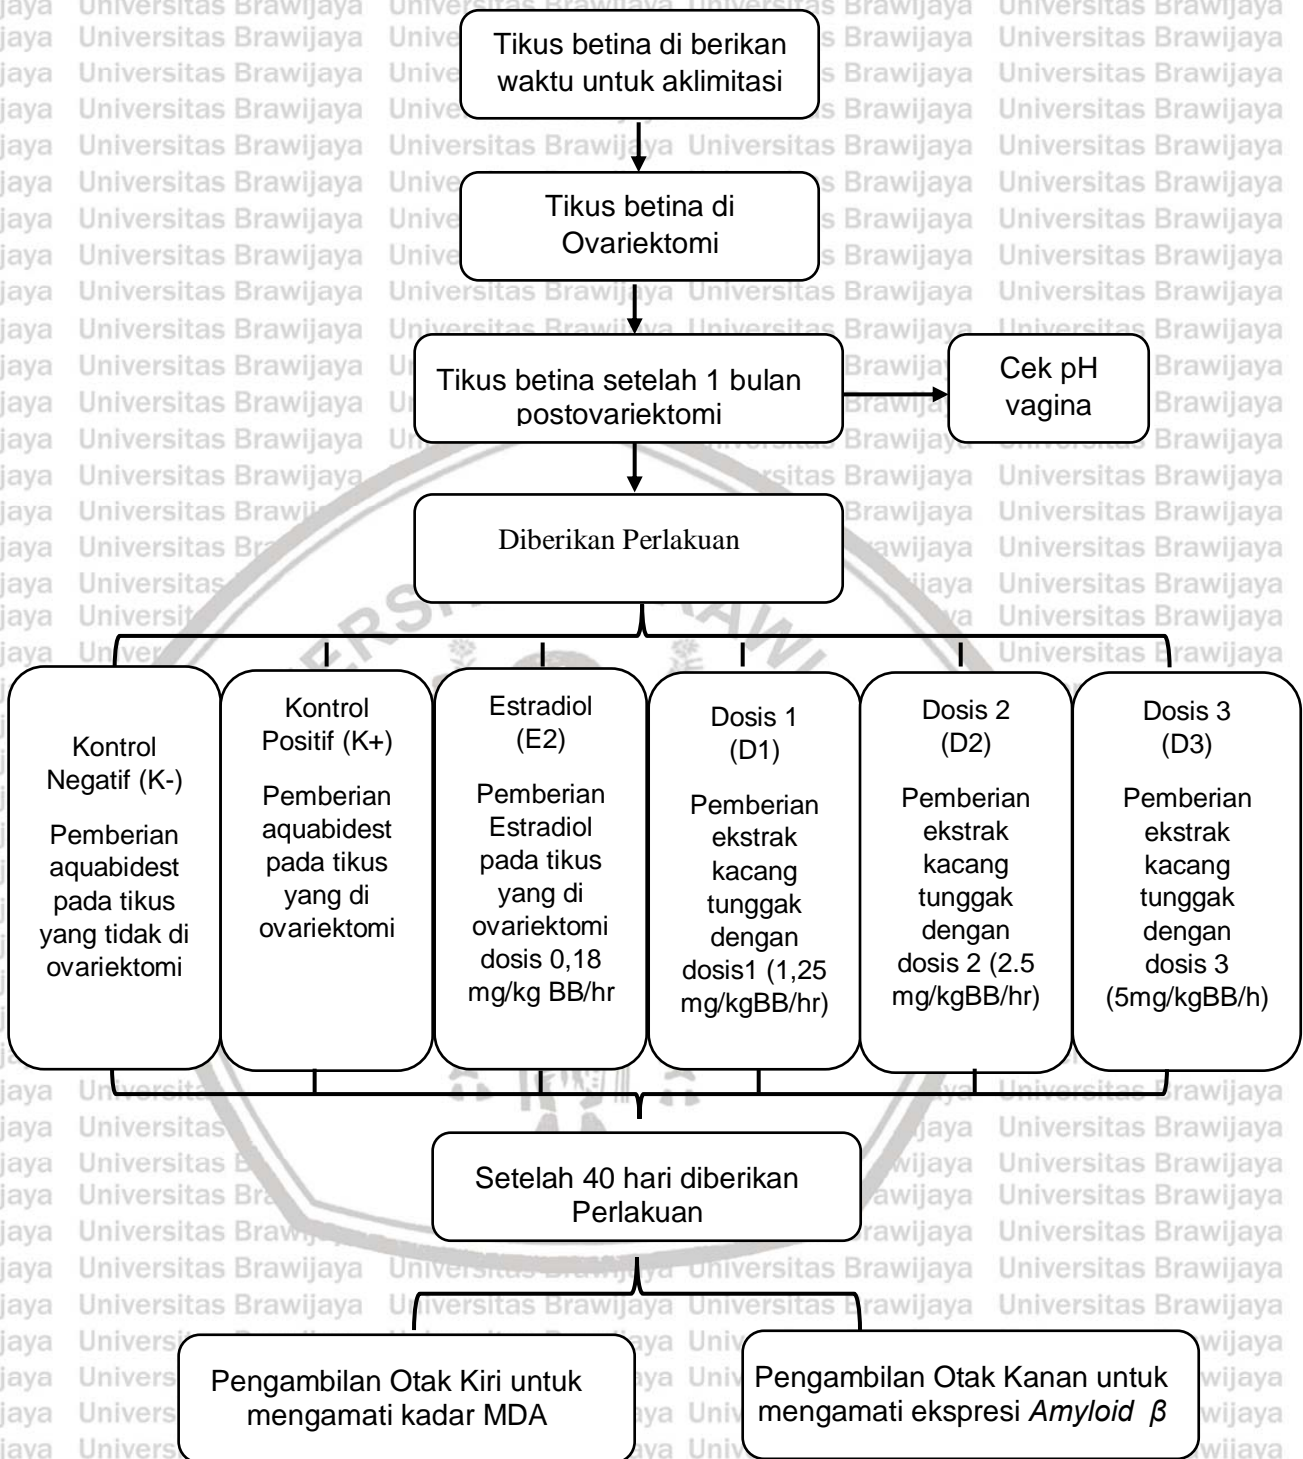 Tikus betina di berikan
waktu untuk aklimitasi
Tikus betina di
Ovariektomi
Tikus betina setelah 1 bulan
postovariektomi
Cek pH
vagina
Diberikan Perlakuan
Kontrol
Negatif (K-)
Pemberian
aquabidest
pada tikus
yang tidak di
ovariektomi
Kontrol
Positif (K+)
Pemberian
aquabidest
pada tikus
yang di
ovariektomi
Estradiol
(E2)
Pemberian
Estradiol
pada tikus
yang di
ovariektomi
dosis 0,18
mg/kg BB/hr
Dosis 1
(D1)
Pemberian
ekstrak
kacang
tunggak
dengan
dosis1 (1,25
mg/kgBB/hr)
Dosis 2
(D2)
Pemberian
ekstrak
kacang
tunggak
dengan
dosis 2 (2.5
mg/kgBB/hr)
Dosis 3
(D3)
Pemberian
ekstrak
kacang
tunggak
dengan
dosis 3
(5mg/kgBB/h)
Setelah 40 hari diberikan
Perlakuan
Pengambilan Otak Kiri untuk
mengamati kadar MDA
Pengambilan Otak Kanan untuk
mengamati ekspresi Amyloid β